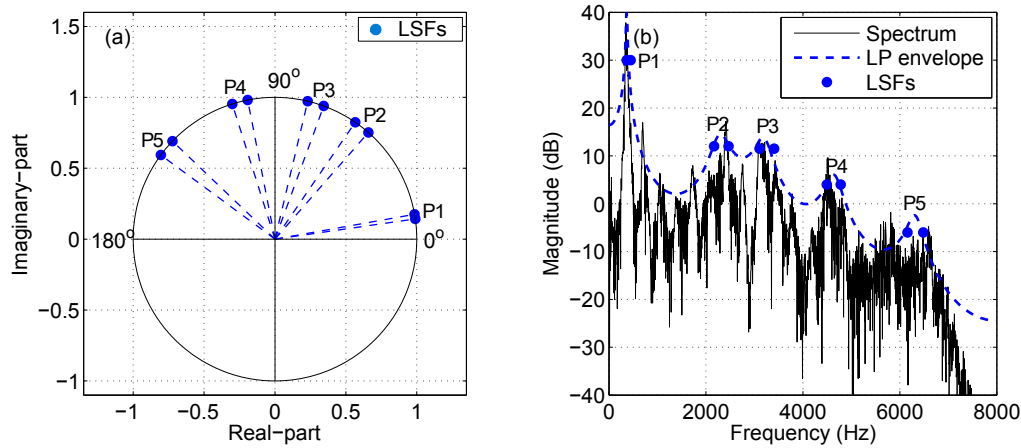 (a)
LSFs
1.5
1
0.5
0
−0.5
−1
Imaginary−part
P5
P4
90°
P3
P2
P1
180°
0°
−1 −0.5 0 0.5 1
Real−part
(b)
Spectrum
LP envelope
LSFs
40
30
20
10
0
−10
−20
−30
−40
Magnitude (dB)
P1
P2
P3
P4
P5
0 2000 4000 6000 8000
Frequency (Hz)